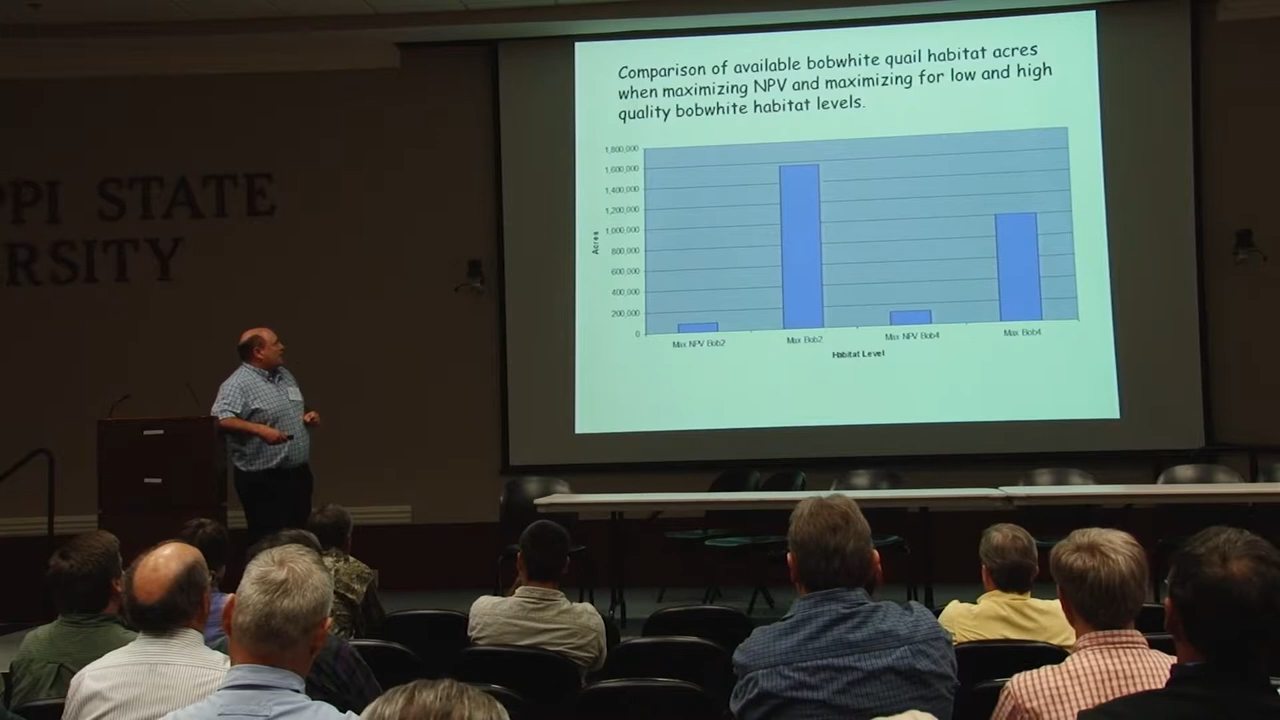 PPI STATE
ERSITY
Comparison of available bobwhite quail habitat acres
when maximizing NPV and maximizing for low and high
quality bobwhite habitat levels.
1,800,000
1,600,000
1,400,000
1,200,000
1,000,000
800,000
600,000
400,000
200,000
0
Acres
Max NPV Bob2
Max Bob2
Max NPV Bob4
Max Bob4
Habitat Level